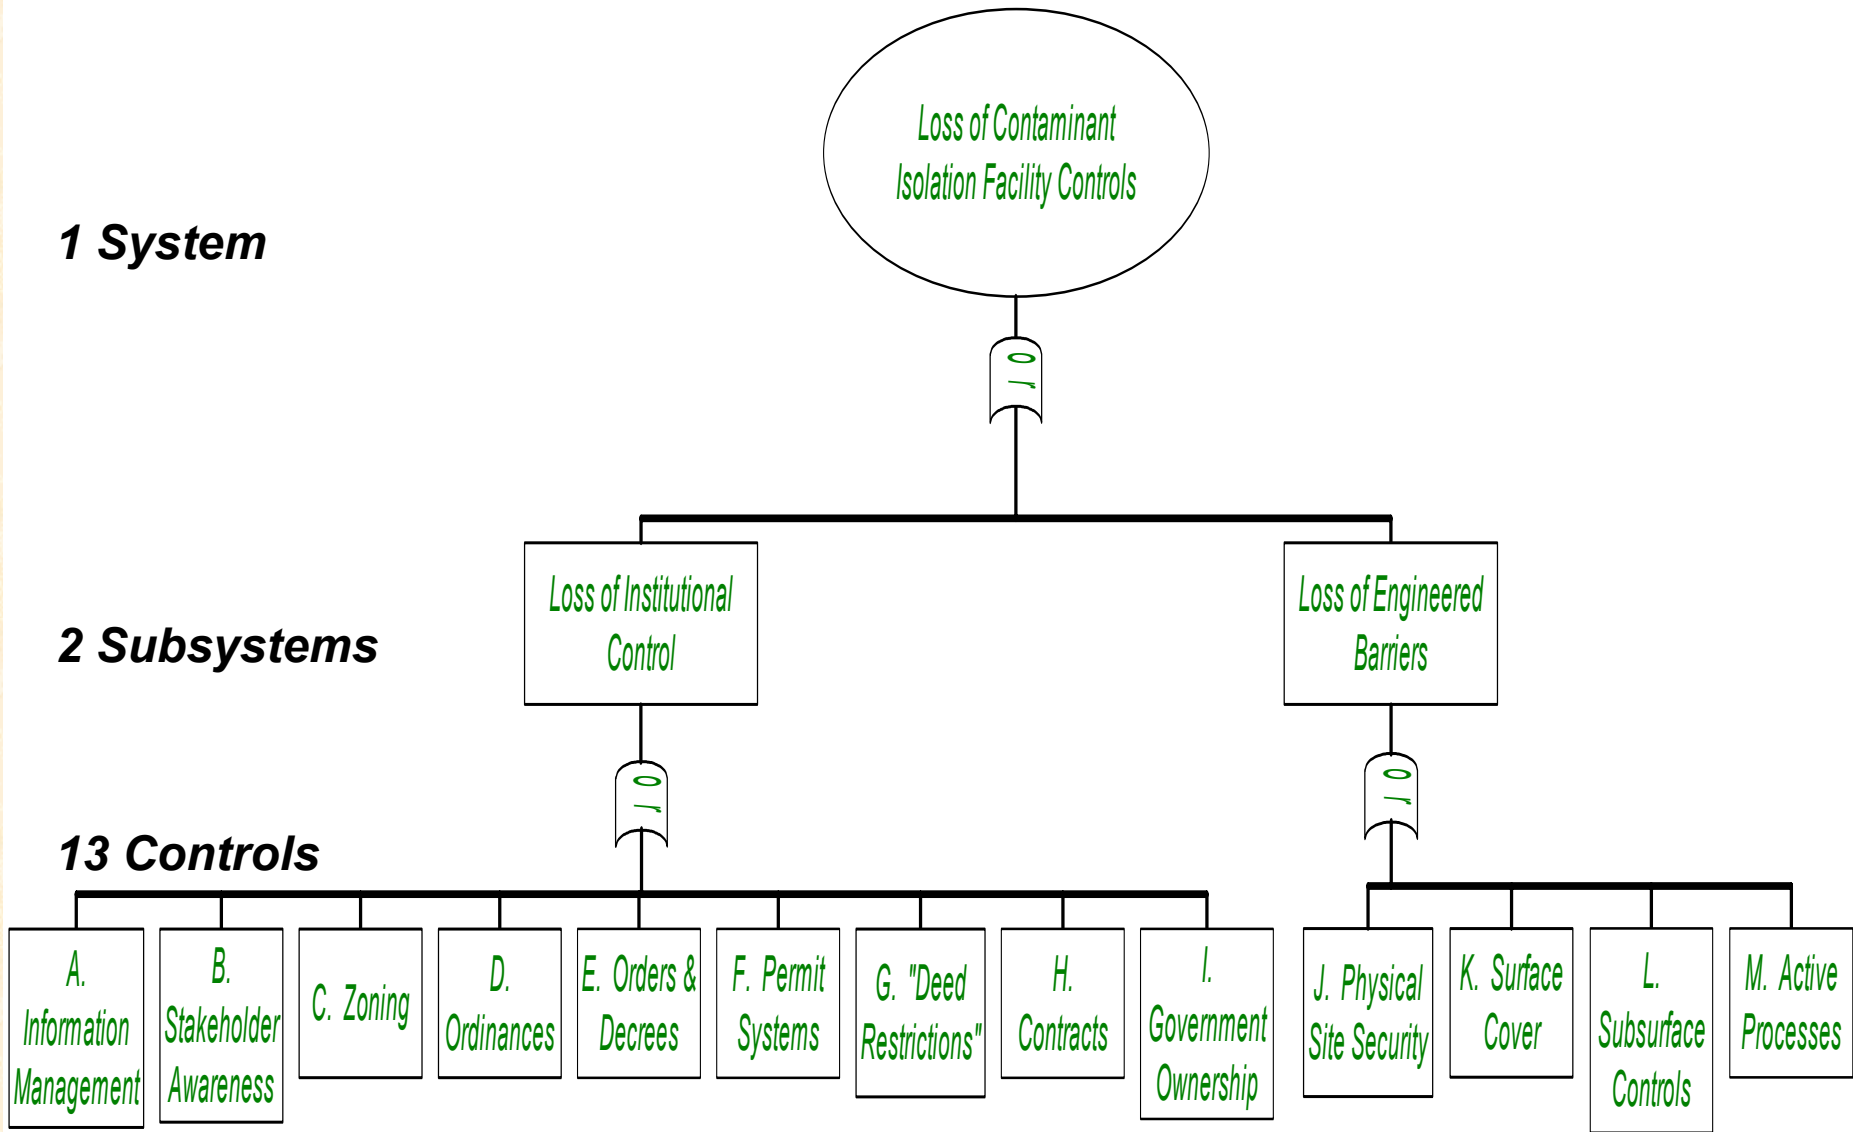 Loss of Contaminant
Isolation Facility Controls
1 System
or
Loss of Institutional
Control
Loss of Engineered
Barriers
2 Subsystems
or
or
13 Controls
A.
Information
Management
B.
Stakeholder
Awareness
C. Zoning
D.
Ordinances
E. Orders &
Decrees
F. Permit
Systems
G. "Deed
Restrictions"
H.
Contracts
I.
Government
Ownership
J. Physical
Site Security
K. Surface
Cover
L.
Subsurface
Controls
M. Active
Processes